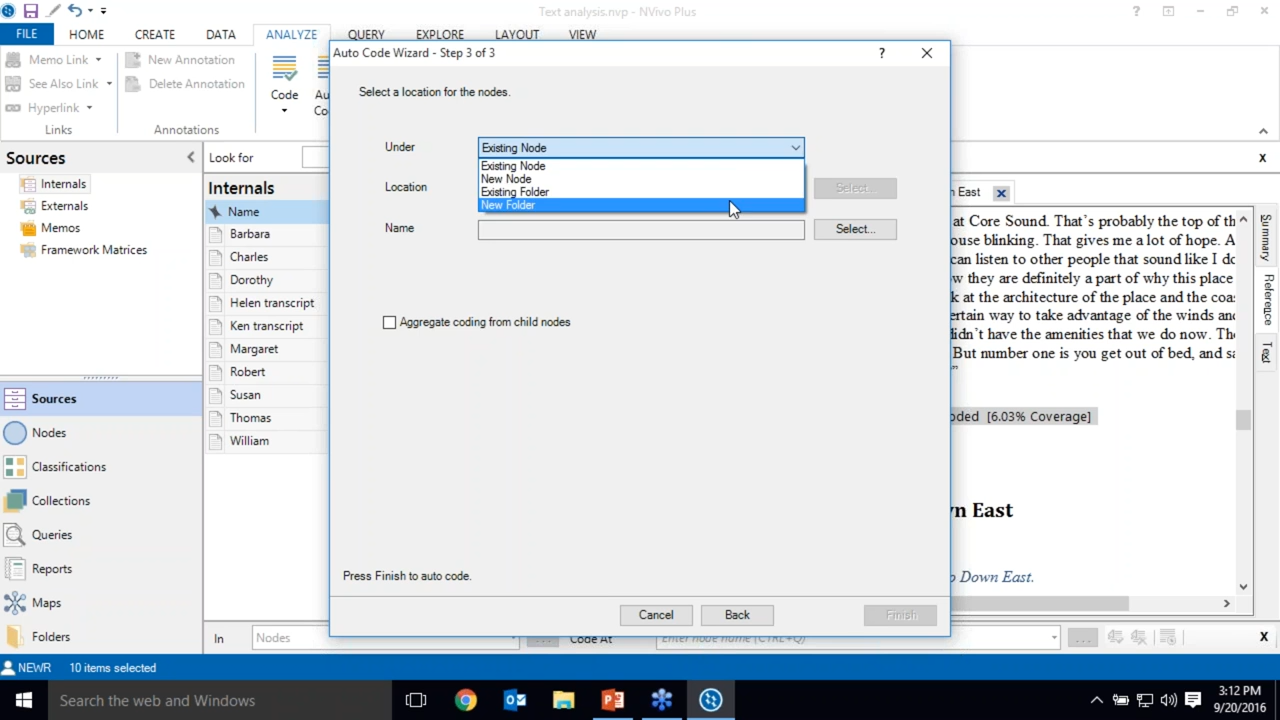 Text analysis.nvp - NVivo Plus
FILE HOME CREATE DATA ANALYZE QUERY EXPLORE LAYOUT VIEW
Memo Link
See Also Link
Hyperlink
Links
New Annotation
Delete Annotation
Annotations
Code
Au
Co
Auto Code Wizard - Step 3 of 3
?
Select a location for the nodes.
Under
Existing Node
Existing Node
New Node
Existing Folder
New Folder
Location
Select...
Name
Select...
Aggregate coding from child nodes
Press Finish to auto code.
Cancel
Back
Finish
Sources
Internals
Externals
Memos
Framework Matrices
Sources
Nodes
Classifications
Collections
Queries
Reports
Maps
Folders
Look for
Internals
Name
Barbara
Charles
Dorothy
Helen transcript
Ken transcript
Margaret
Robert
Susan
Thomas
William
East
at Core Sound. That's probably the top of th
ouse blinking. That gives me a lot of hope. A
can listen to other people that sound like I do
w they are definitely a part of why this place
k at the architecture of the place and the coa
ertain way to take advantage of the winds and
didn't have the amenities that we do now. The
But number one is you get out of bed, and sa
oded [6.03% Coverage]
n East
o Down East.
Summary
Reference
Text
In
Nodes
...
Code At
Enter node name (CTRL+Q)
...
X
NEWR 10 items selected
Search the web and Windows
3:12 PM
9/20/2016